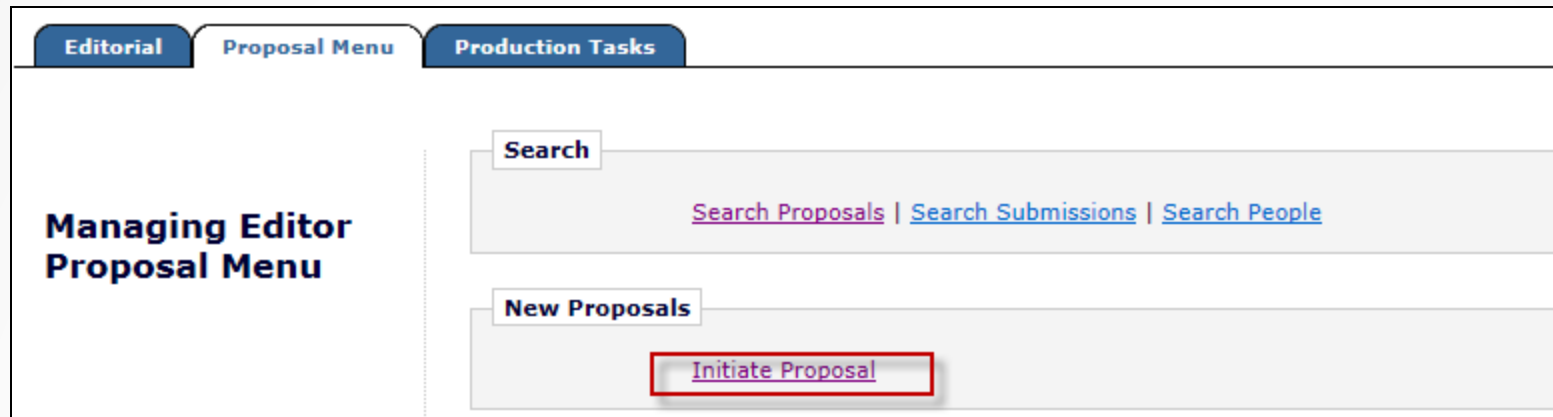 Editorial Proposal Menu Production Tasks
Search
Search Proposals | Search Submissions | Search People
Managing Editor
Proposal Menu
New Proposals
Initiate Proposal